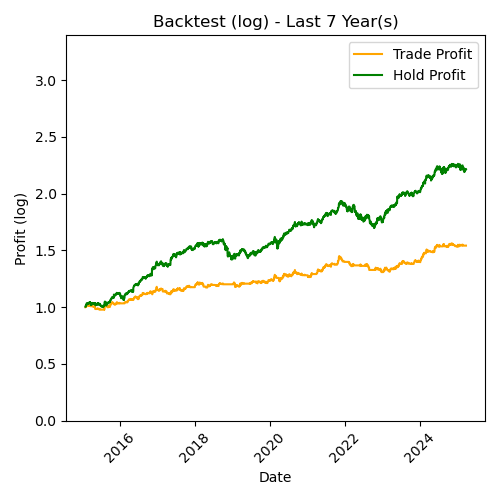 Backtest (log) - Last 7 Year(s)
Trade Profit
Hold Profit
3.0
2.5
2.0
1.5
1.0
0.5
0.0
Profit (log)
2016
2018
2020
2022
2024
Date